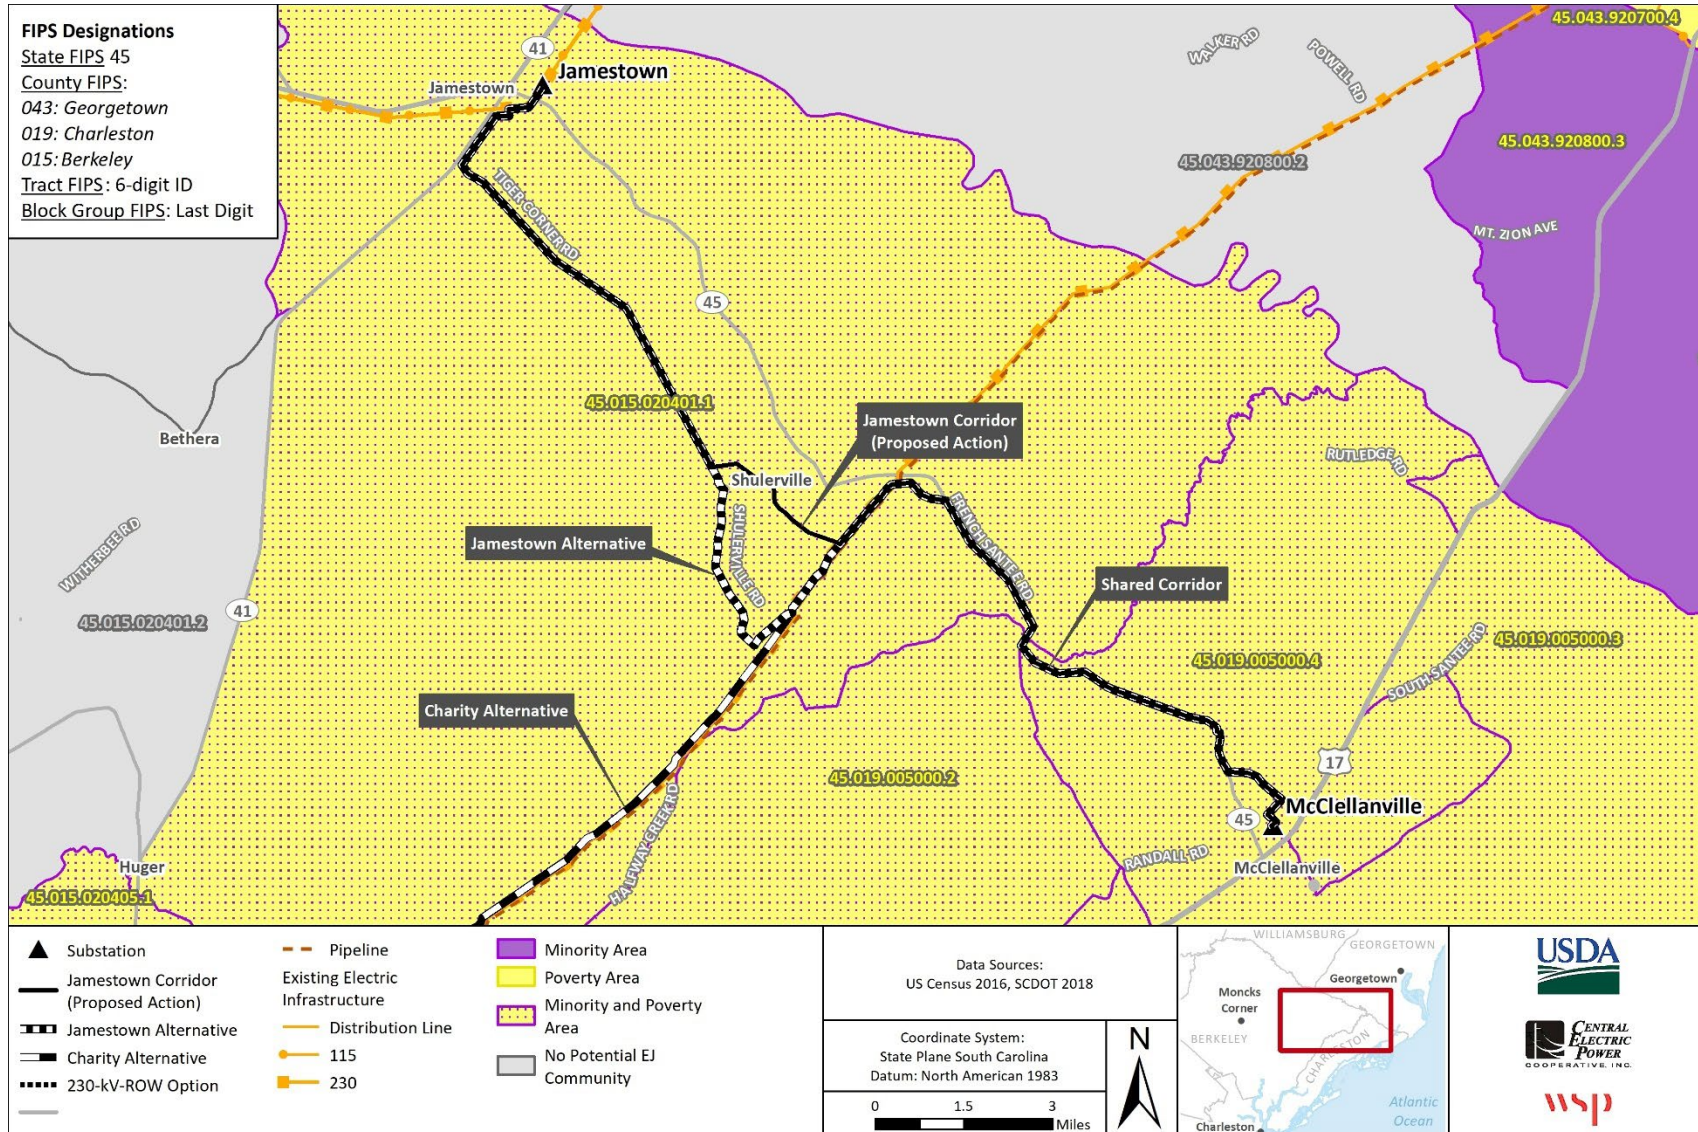 FIPS Designations
State FIPS 45
County FIPS:
043: Georgetown
019: Charleston
015: Berkeley
Tract FIPS: 6-digit ID
Block Group FIPS: Last Digit
41
Jamestown
Jamestown
WALKER RD
POWELL RD
45.043.920700.4
45.043.920800.3
45.043.920800.2
MT. ZION AVE
TIGER CORNER RD
45
45.015.020401.1
Bethera
Jamestown Corridor
(Proposed Action)
Shulerville
RUTLEDGE RD
FRENCH SANTEE RD
SHULERVILLE RD
Jamestown Alternative
WITHERBEE RD
Shared Corridor
41
45.015.020401.2
45.019.005000.3
45.019.005000.4
SOUTH SANTEE RD
Charity Alternative
17
45.019.005000.2
McClellanville
45
HALFWAY CREEK RD
RANDALL RD
McClellanville
Huger
45.015.020405.1
Substation
Jamestown Corridor
(Proposed Action)
Jamestown Alternative
Charity Alternative
230-kV-ROW Option
Pipeline
Existing Electric
Infrastructure
Distribution Line
115
230
Minority Area
Poverty Area
Minority and Poverty
Area
No Potential EJ
Community
Data Sources:
US Census 2016, SCDOT 2018
Coordinate System:
State Plane South Carolina
Datum: North American 1983
0 1.5 3
Miles
N
WILLIAMSBURG
GEORGETOWN
Georgetown
Moncks
Corner
BERKELEY
CHARLESTON
Atlantic
Ocean
Charleston
USDA
CENTRAL
ELECTRIC
POWER
COOPERATIVE, INC.
wsp